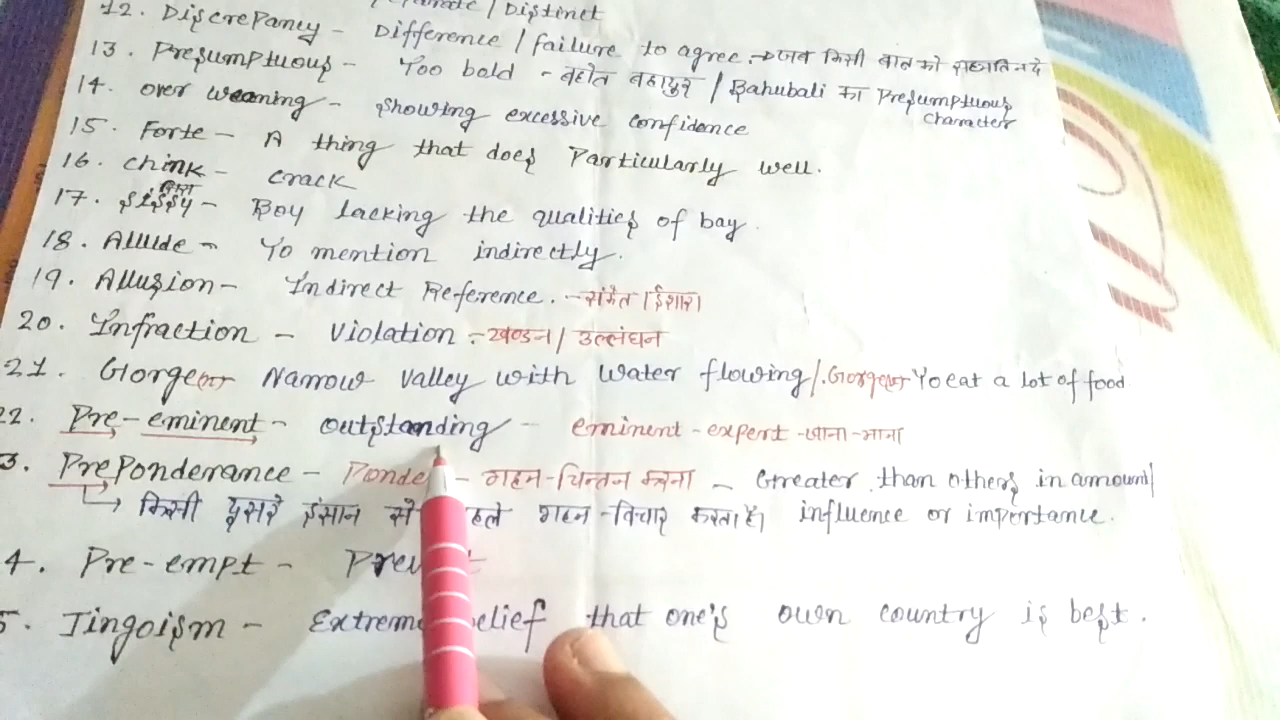 / Distinct
12. Discrepancy - Difference / failure to agree. → जब किसी बात को
13. Presumptuous - Too bold - बहोत बहादुर / Bahubali का Presumptuous
character
14. over weaning - showing excessive confidence
15. Forte - A thing that does Particularly well.
16. chink - crack
17. sissy - Boy lacking the qualities of bay.
18. Allude - To mention indirectly.
19. Allusion - Indirect Reference. - संकेत / ईशारा
20. Infraction - violation - खण्डन / उल्लंघन
21. Gorge Narrow valley with water flowing / Gorge To eat a lot of food
22. Pre-eminent - outstanding - eminent - expert - जाना-माना
3. PrePonderance - Ponde - गहन-चिन्तन करना - Greater than others in amount/
→ किसी दूसरे इंसान से हले गहन-विचार करता है। influence or importance.
4. Pre-empt - Prev
5. Jingoism - Extreme belief that one's own country is best.